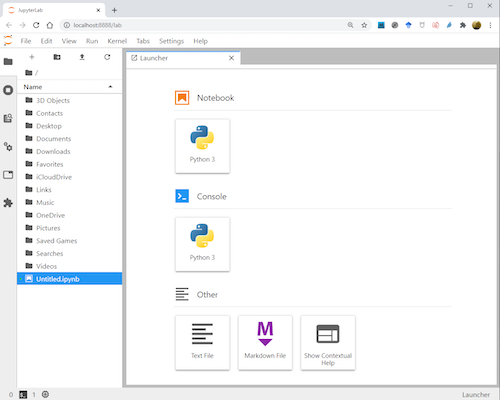 JupyterLab
localhost:8888/lab
File Edit View Run Kernel Tabs Settings Help
Launcher
/
Name
3D Objects
Contacts
Desktop
Documents
Downloads
Favorites
iCloudDrive
Links
Music
OneDrive
Pictures
Saved Games
Searches
Videos
Untitled.ipynb
Notebook
Python 3
Console
Python 3
Other
Text File
M
Markdown File
Show Contextual
Help
0
1
Launcher